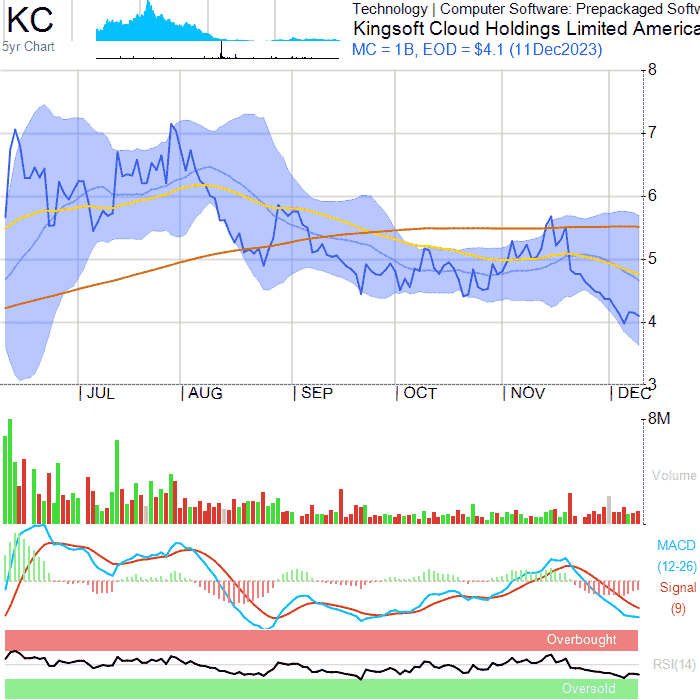 KC
5yr Chart
Technology | Computer Software: Prepackaged Softw
Kingsoft Cloud Holdings Limited America
MC = 1B, EOD = $4.1 (11Dec2023)
8
7
6
5
4
3
JUL
AUG
SEP
OCT
NOV
DEC
8M
Volume
MACD
(12-26)
Signal
(9)
Overbought
RSI(14)
Oversold